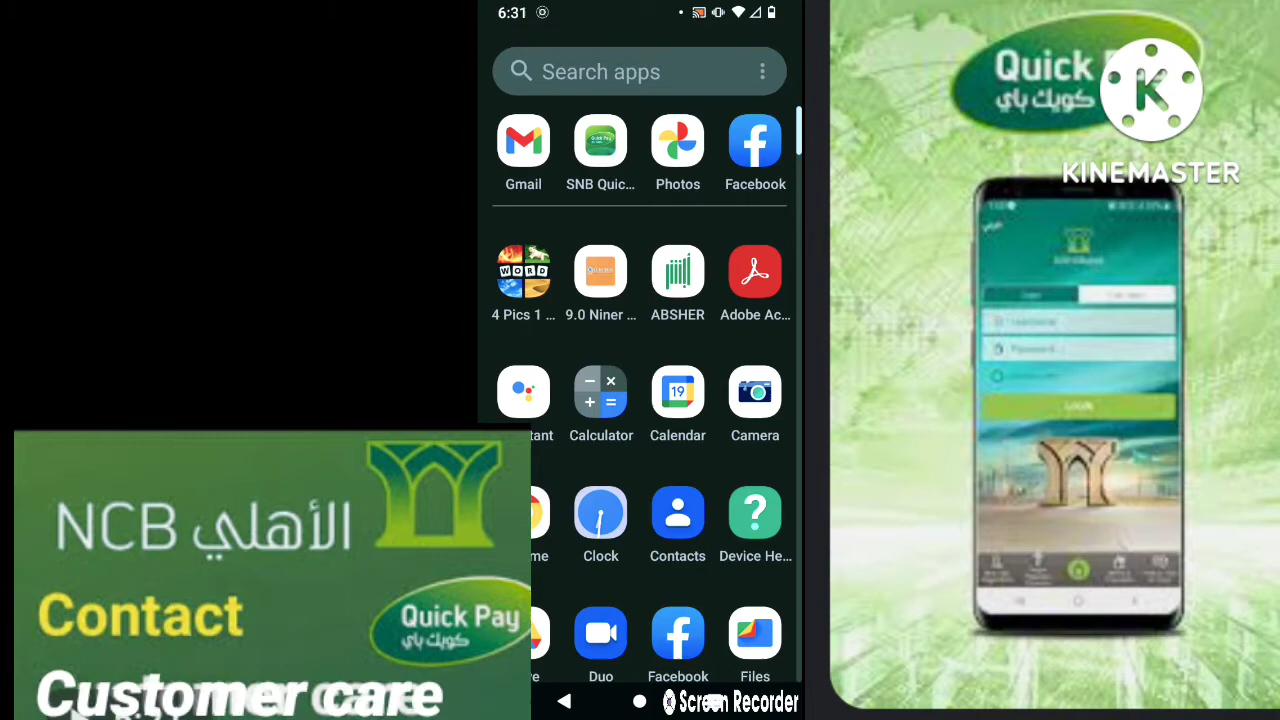 6:31
Search apps
Gmail
SNB Quic...
Photos
Facebook
WORD
4 Pics 1 ...
9.0 Niner ...
ABSHER
Adobe Ac...
19
Calculator
Calendar
Camera
Clock
Contacts
Device He...
Duo
Facebook
Files
Screen Recorder
NCB الأهلي
Contact
Quick Pay
كويك باي
Customer care
Quick
كويك باي
K
KINEMASTER